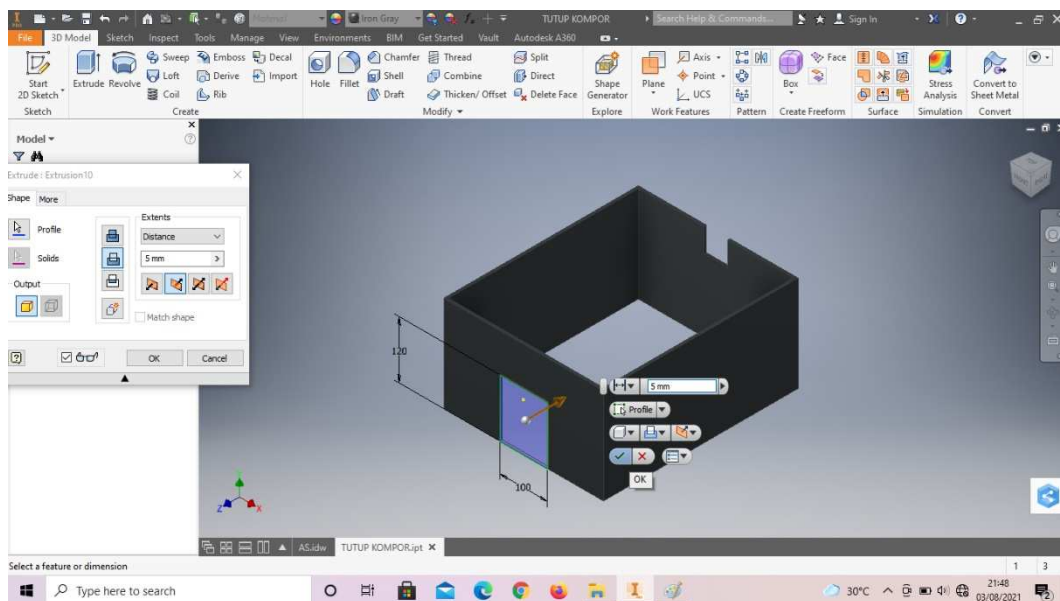 TUTUP KOMPOR
Search Help & Commands...
Sign In
Material
Iron Gray
File
3D Model
Sketch
Inspect
Tools
Manage
View
Environments
BIM
Get Started
Vault
Autodesk A360
Start
2D Sketch
Extrude
Revolve
Sweep
Emboss
Decal
Loft
Derive
Import
Coil
Rib
Hole
Fillet
Chamfer
Thread
Shell
Combine
Draft
Thicken/ Offset
Split
Direct
Delete Face
Shape
Generator
Plane
Axis
Point
UCS
Box
Face
Stress
Analysis
Convert to
Sheet Metal
Sketch
Create
Modify
Explore
Work Features
Pattern
Create Freeform
Surface
Simulation
Convert
Model
Extrude : Extrusion10
Shape
More
Profile
Solids
Output
Extents
Distance
5 mm
Match shape
OK
Cancel
120
100
5 mm
Profile
OK
Z
X
AS.idw
TUTUP KOMPOR.ipt
Select a feature or dimension
1
3
Type here to search
30°C
21:48
03/08/2021